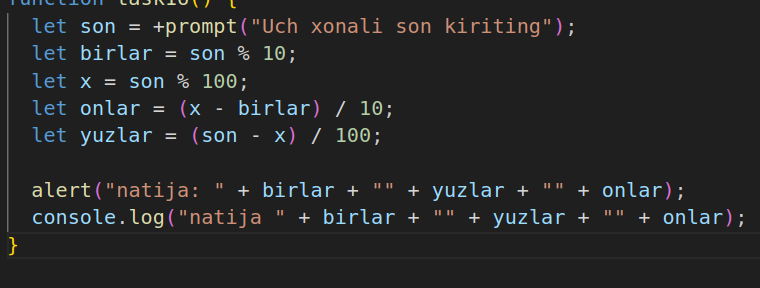 function task10() {
let son = +prompt("Uch xonali son kiriting");
let birlar = son % 10;
let x = son % 100;
let onlar = (x - birlar) / 10;
let yuzlar = (son - x) / 100;
alert("natija: " + birlar + "" + yuzlar + "" + onlar);
console.log("natija " + birlar + "" + yuzlar + "" + onlar);
}